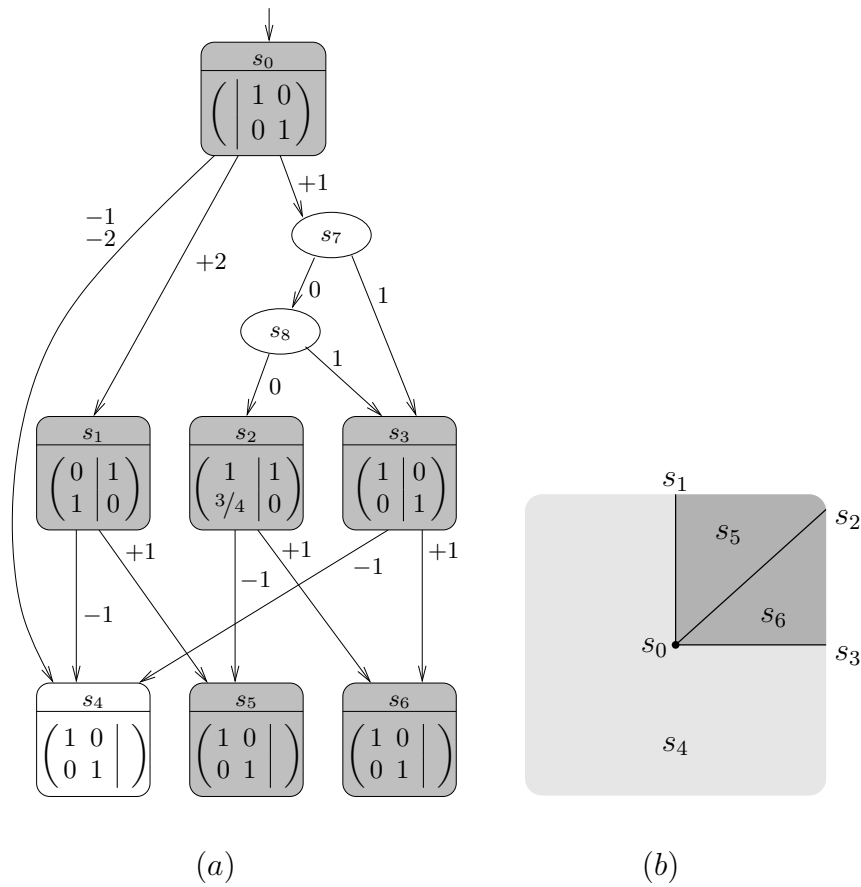 s₀
( | 1 0
0 1 )
−1
−2
+2
+1
s₇
0
1
s₈
0
1
s₁
( 0 | 1
1 | 0 )
s₂
( 1 | 1
3/4 | 0 )
s₃
( 1 | 0
0 | 1 )
−1
+1
−1
+1
−1
+1
s₄
( 1 0 |
0 1 | )
s₅
( 1 0 |
0 1 | )
s₆
( 1 0 |
0 1 | )
(a)
s₁
s₂
s₅
s₆
s₀
s₃
s₄
(b)